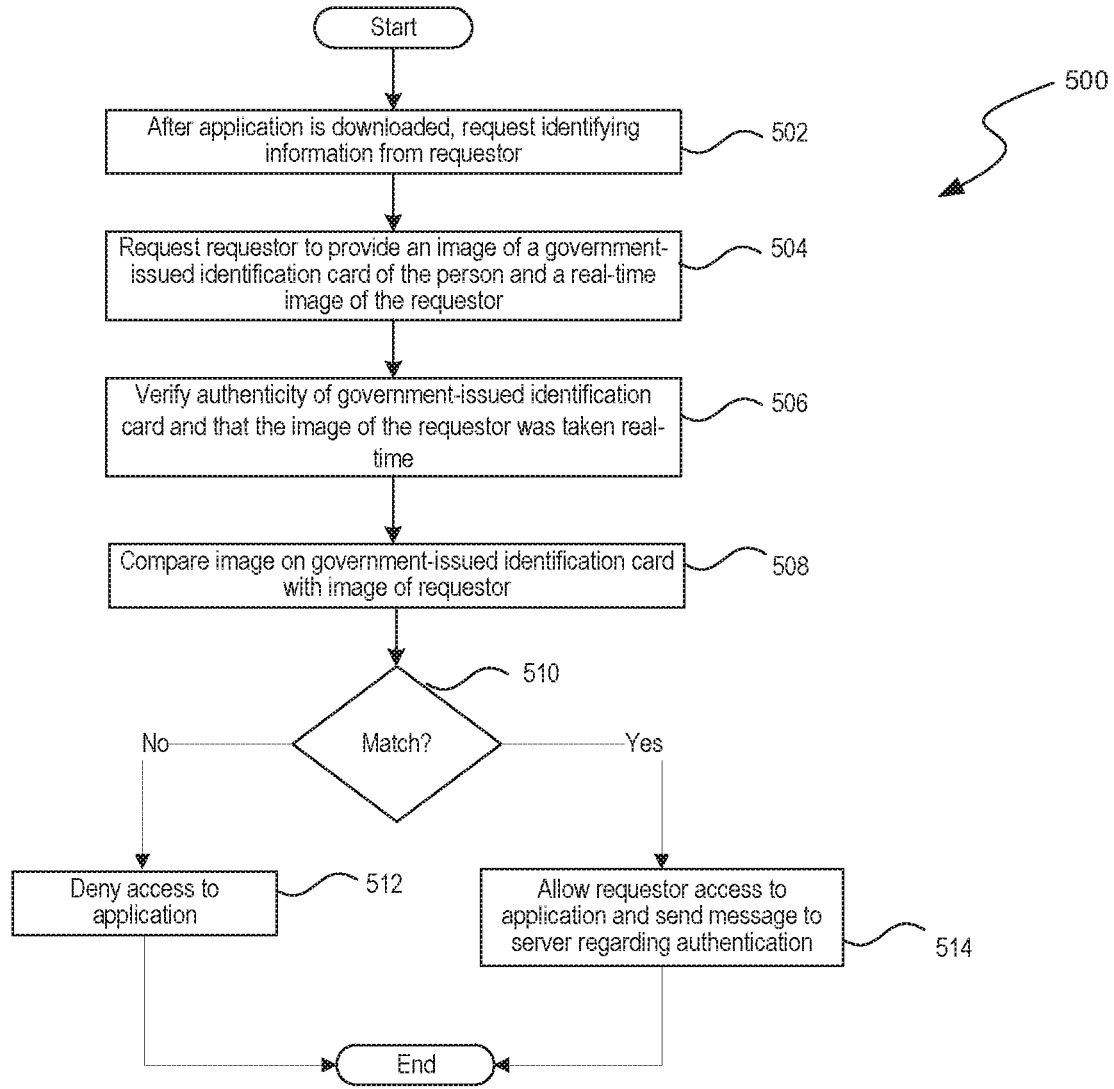 Start
500
After application is downloaded, request identifying
information from requestor
502
Request requestor to provide an image of a government-
issued identification card of the person and a real-time
image of the requestor
504
Verify authenticity of government-issued identification
card and that the image of the requestor was taken real-
time
506
Compare image on government-issued identification card
with image of requestor
508
510
Match?
No
Yes
Deny access to
application
512
Allow requestor access to
application and send message to
server regarding authentication
514
End